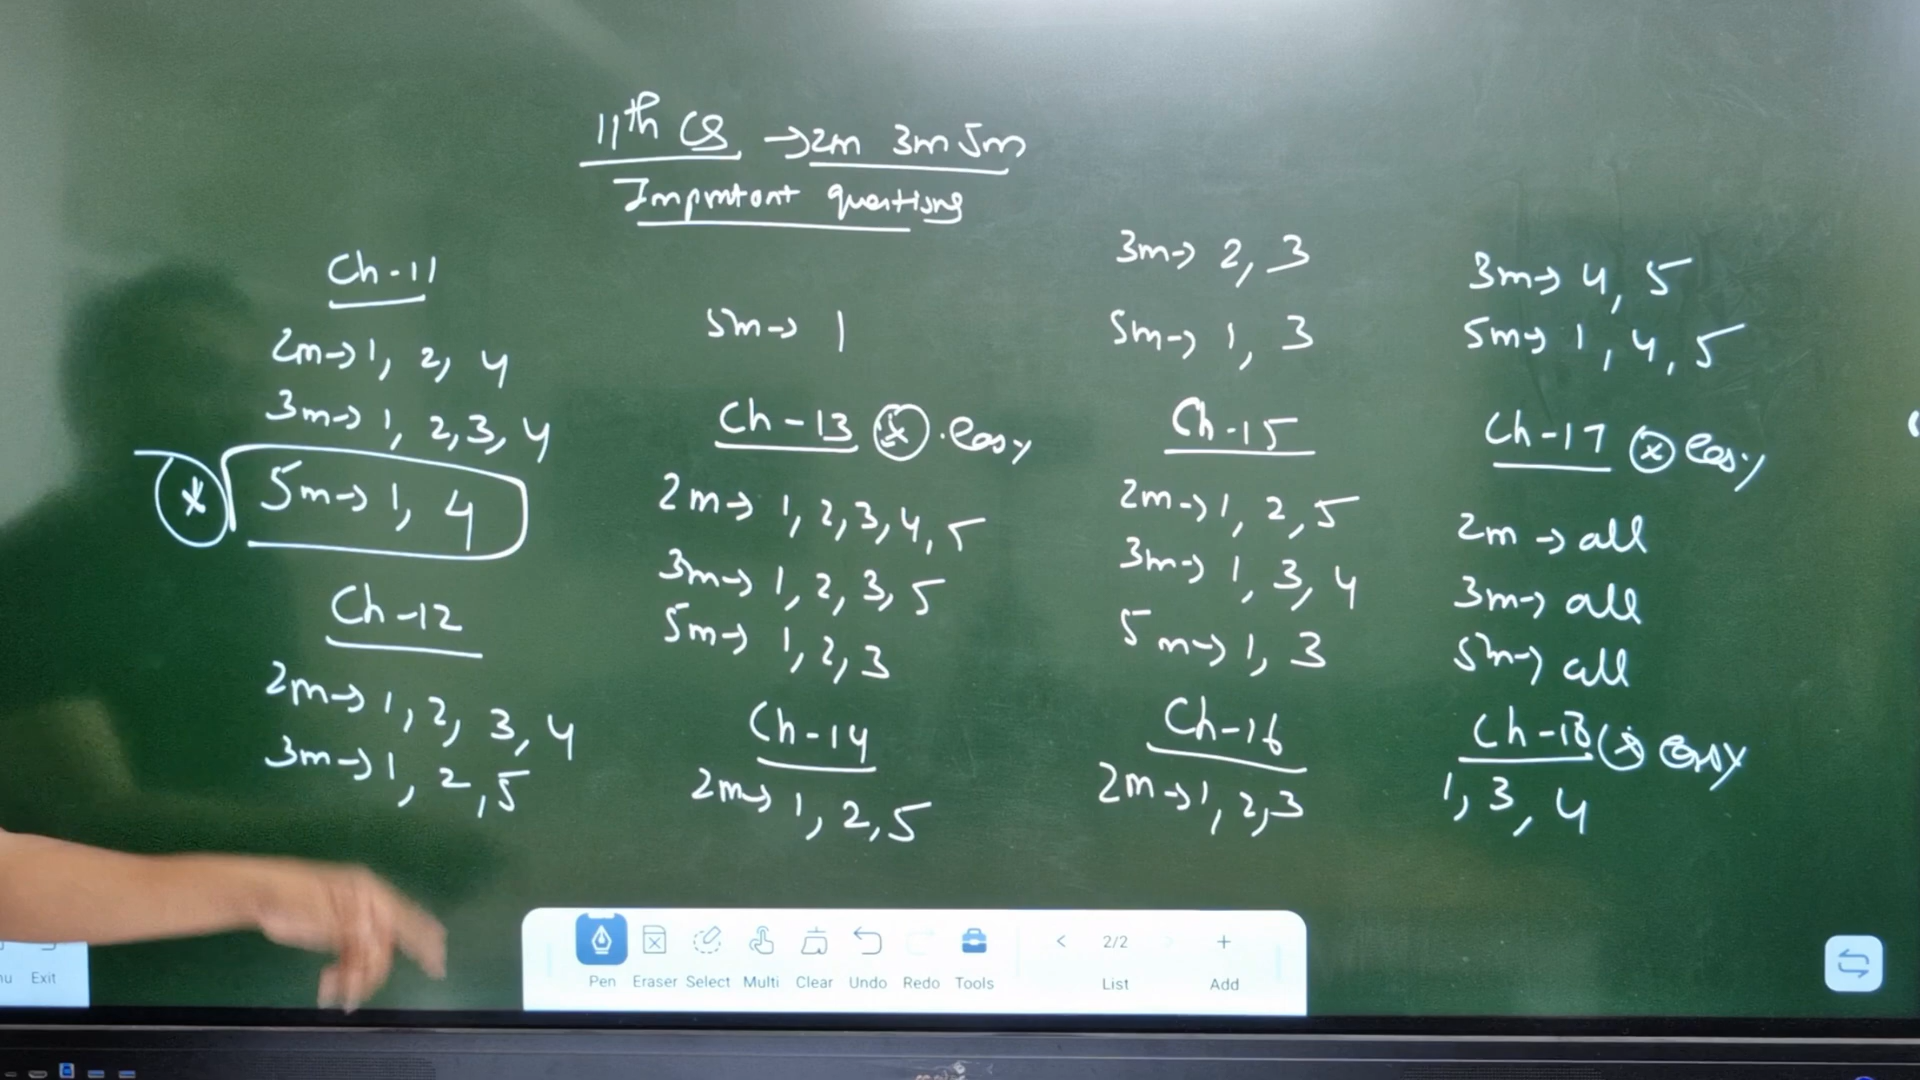 11th CS → 2m 3m 5m
Important questions
Ch-11
2m → 1, 2, 4
3m → 1, 2, 3, 4
5m → 1, 4
Ch-12
2m → 1, 2, 3, 4
3m → 1, 2, 5
5m → 1
Ch-13 easy
2m → 1, 2, 3, 4, 5
3m → 1, 2, 3, 5
5m → 1, 2, 3
Ch-14
2m → 1, 2, 5
3m → 2, 3
5m → 1, 3
Ch-15
2m → 1, 2, 5
3m → 1, 3, 4
5m → 1, 3
Ch-16
2m → 1, 2, 3
3m → 4, 5
5m → 1, 4, 5
Ch-17 easy
2m → all
3m → all
5m → all
Ch-18 easy
1, 3, 4
Exit
Pen Eraser Select Multi Clear Undo Redo Tools
2/2
List
Add